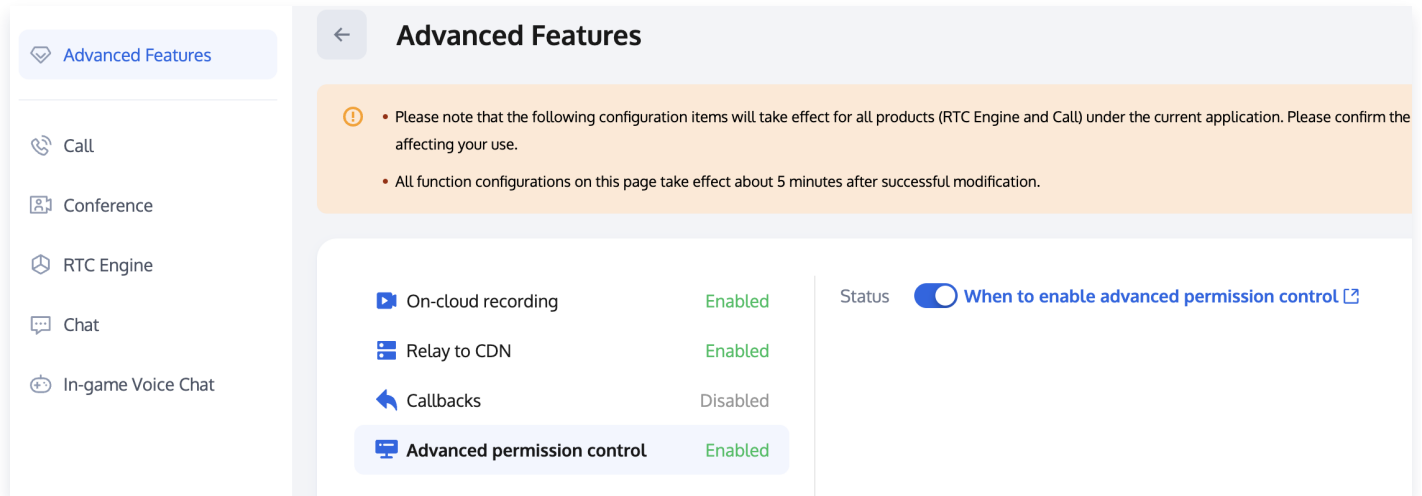 Advanced Features
Call
Conference
RTC Engine
Chat
In-game Voice Chat
Advanced Features
• Please note that the following configuration items will take effect for all products (RTC Engine and Call) under the current application. Please confirm the
affecting your use.
• All function configurations on this page take effect about 5 minutes after successful modification.
On-cloud recording Enabled
Relay to CDN Enabled
Callbacks Disabled
Advanced permission control Enabled
Status When to enable advanced permission control